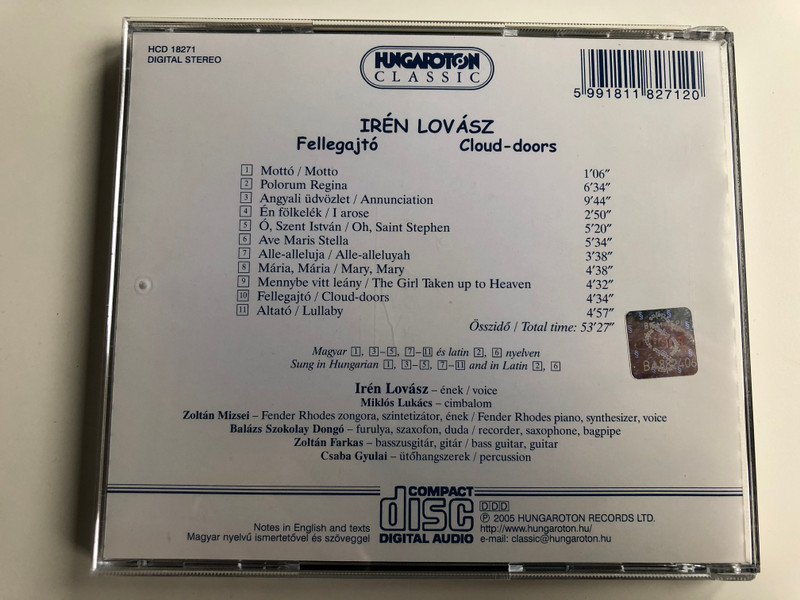 HCD 18271
DIGITAL STEREO
HUNGAROTON
CLASSIC
5 991811 827120
IRÉN LOVÁSZ
Fellegajtó Cloud-doors
1 Mottó / Motto 1'06"
2 Polorum Regina 6'34"
3 Angyali üdvözlet / Annunciation 9'44"
4 Én fölkelék / I arose 2'50"
5 Ó, Szent István / Oh, Saint Stephen 5'20"
6 Ave Maris Stella 5'34"
7 Alle-alleluja / Alle-alleluyah 3'38"
8 Mária, Mária / Mary, Mary 4'38"
9 Mennybe vitt leány / The Girl Taken up to Heaven 4'32"
10 Fellegajtó / Cloud-doors 4'34"
11 Altató / Lullaby 4'57"
Összidő / Total time: 53'27"
Magyar 1, 3–5, 7–11 és latin 2, 6 nyelven
Sung in Hungarian 1, 3–5, 7–11 and in Latin 2, 6
Irén Lovász – ének / voice
Miklós Lukács – cimbalom
Zoltán Mizsei – Fender Rhodes zongora, szintetizátor, ének / Fender Rhodes piano, synthesizer, voice
Balázs Szokolay Dongó – furulya, szaxofon, duda / recorder, saxophone, bagpipe
Zoltán Farkas – basszusgitár, gitár / bass guitar, guitar
Csaba Gyulai – ütőhangszerek / percussion
Notes in English and texts
Magyar nyelvű ismertetővel és szöveggel
COMPACT
disc
DIGITAL AUDIO
DDD
Ⓟ 2005 HUNGAROTON RECORDS LTD.
http://www.hungaroton.hu/
e-mail: classic@hungaroton.hu